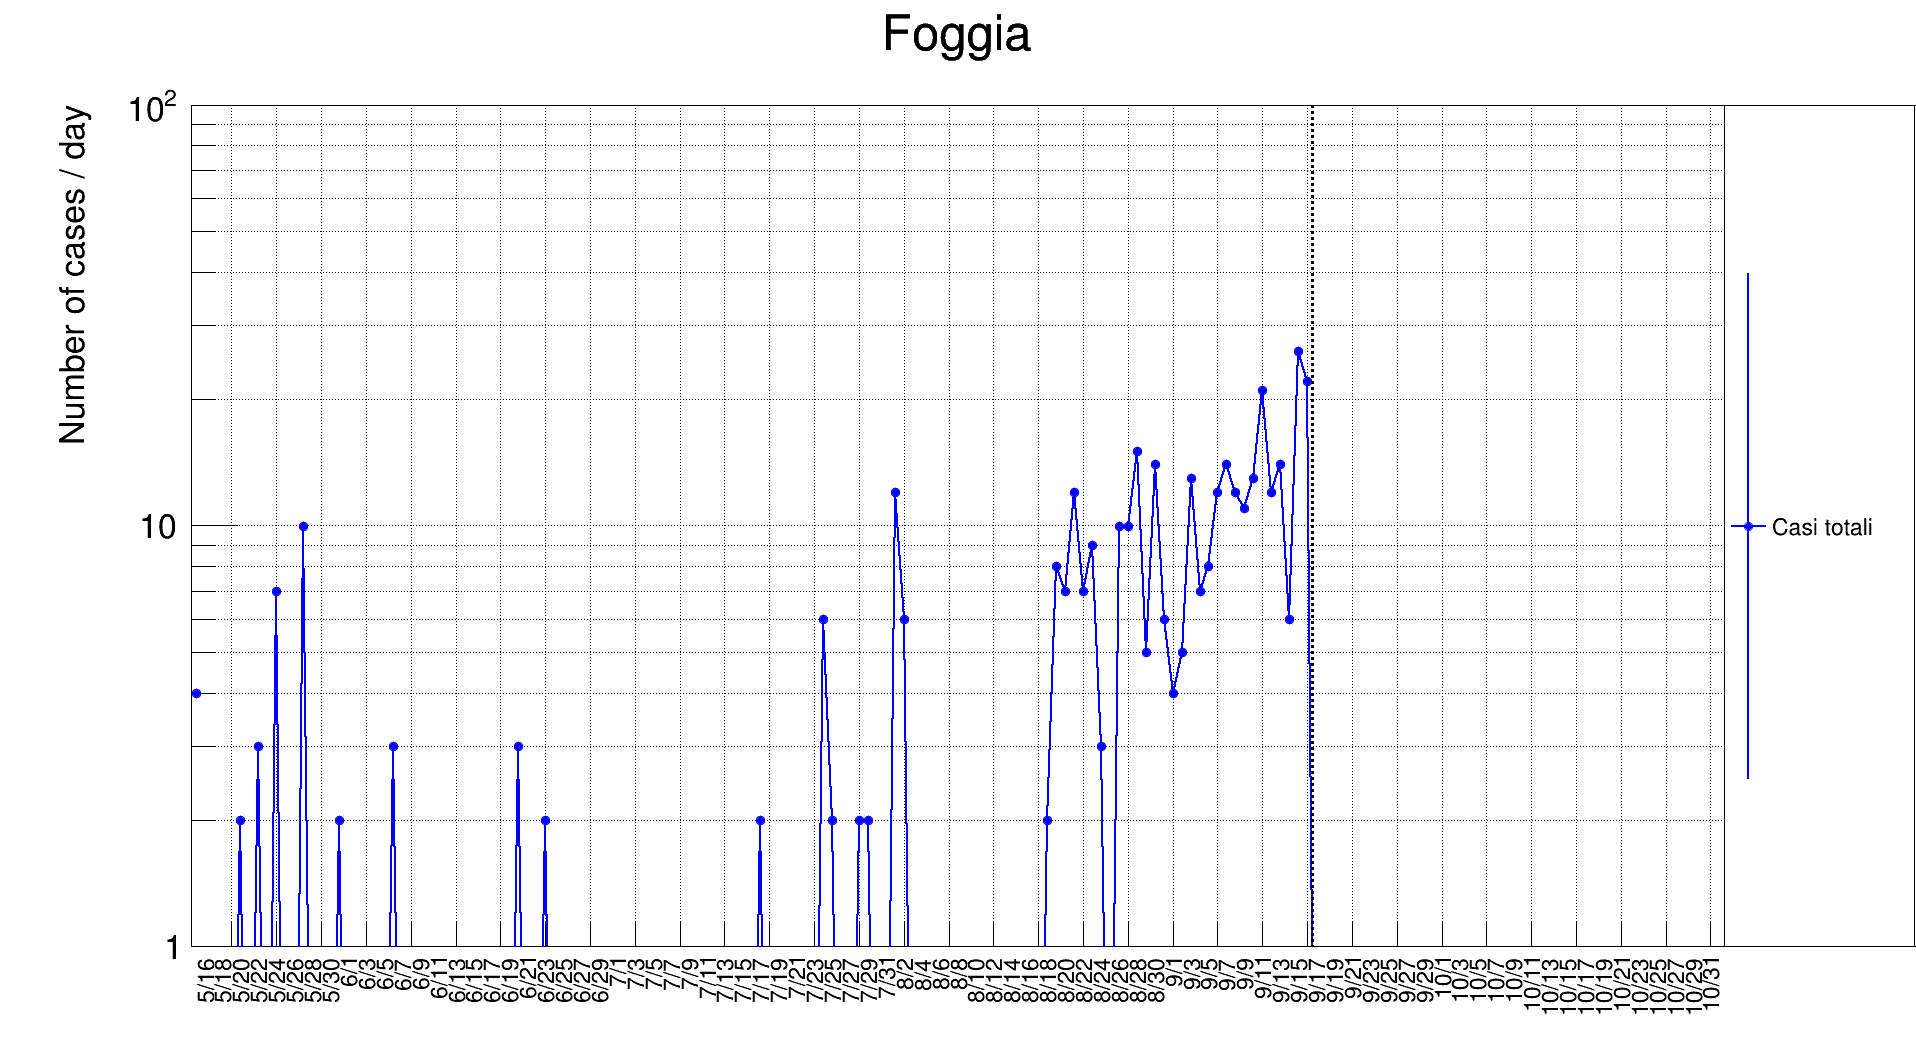 Foggia
Number of cases / day
10²
10
1
5/16 5/18 5/20 5/22 5/24 5/26 5/28 5/30 6/1 6/3 6/5 6/7 6/9 6/11 6/13 6/15 6/17 6/19 6/21 6/23 6/25 6/27 6/29 7/1 7/3 7/5 7/7 7/9 7/11 7/13 7/15 7/17 7/19 7/21 7/23 7/25 7/27 7/29 7/31 8/2 8/4 8/6 8/8 8/10 8/12 8/14 8/16 8/18 8/20 8/22 8/24 8/26 8/28 8/30 9/1 9/3 9/5 9/7 9/9 9/11 9/13 9/15 9/17 9/19 9/21 9/23 9/25 9/27 9/29 10/1 10/3 10/5 10/7 10/9 10/11 10/13 10/15 10/17 10/19 10/21 10/23 10/25 10/27 10/29 10/31
Casi totali